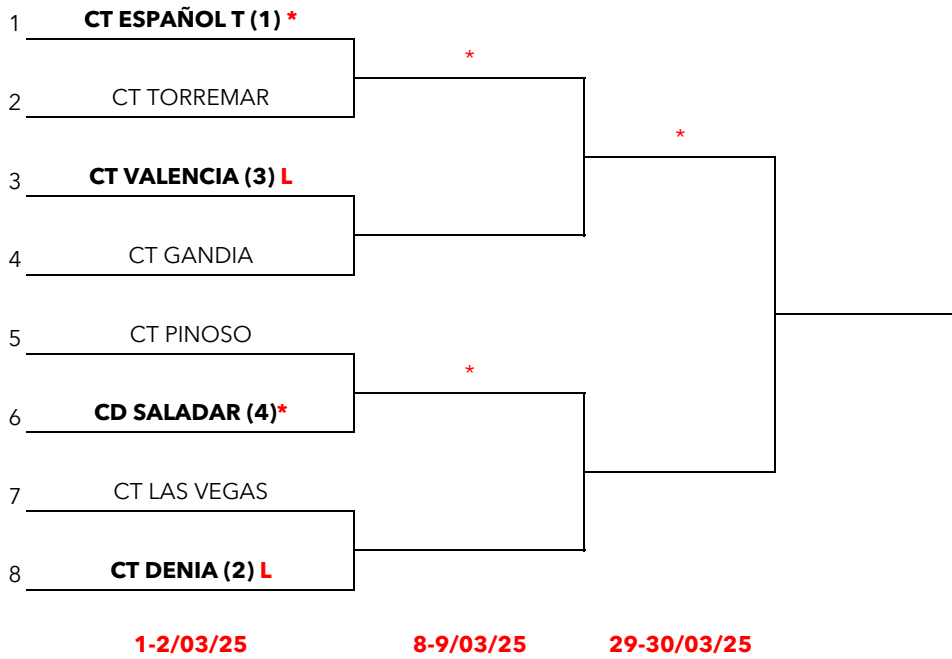 1 CT ESPAÑOL T (1) *
*
2 CT TORREMAR
*
3 CT VALENCIA (3) L
4 CT GANDIA
5 CT PINOSO
*
6 CD SALADAR (4)*
7 CT LAS VEGAS
8 CT DENIA (2) L
1-2/03/25 8-9/03/25 29-30/03/25